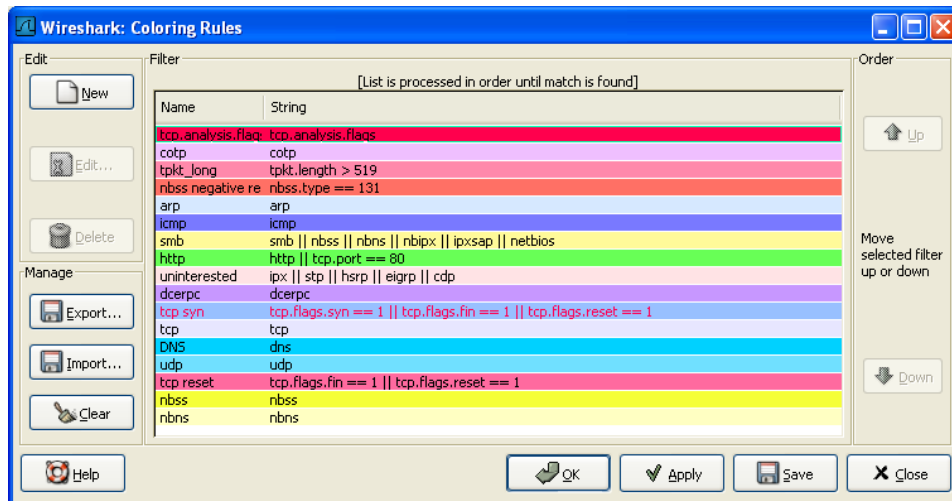 Wireshark: Coloring Rules
Edit
New
Edit...
Delete
Manage
Export...
Import...
Clear
Filter
[List is processed in order until match is found]
Name String
tcp.analysis.flag: tcp.analysis.flags
cotp cotp
tpkt_long tpkt.length > 519
nbss negative re nbss.type == 131
arp arp
icmp icmp
smb smb || nbss || nbns || nbipx || ipxsap || netbios
http http || tcp.port == 80
uninterested ipx || stp || hsrp || eigrp || cdp
dcerpc dcerpc
tcp syn tcp.flags.syn == 1 || tcp.flags.fin == 1 || tcp.flags.reset == 1
tcp tcp
DNS dns
udp udp
tcp reset tcp.flags.fin == 1 || tcp.flags.reset == 1
nbss nbss
nbns nbns
Order
Up
Move
selected filter
up or down
Down
Help
OK
Apply
Save
Close